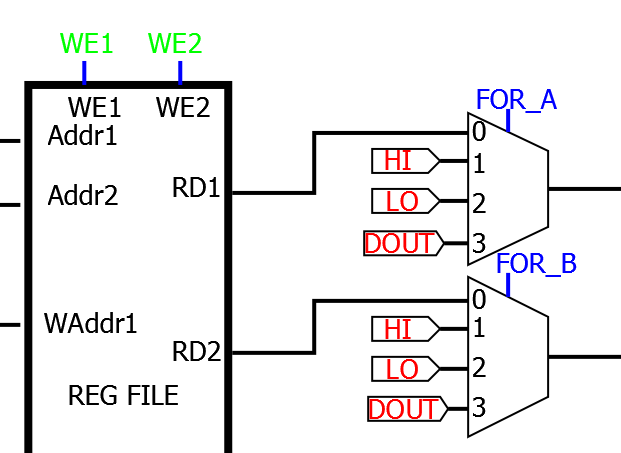 WE1 WE2
WE1 WE2
Addr1
Addr2
RD1
WAddr1
RD2
REG FILE
FOR_A
0
HI 1
LO 2
DOUT 3
FOR_B
0
HI 1
LO 2
DOUT 3